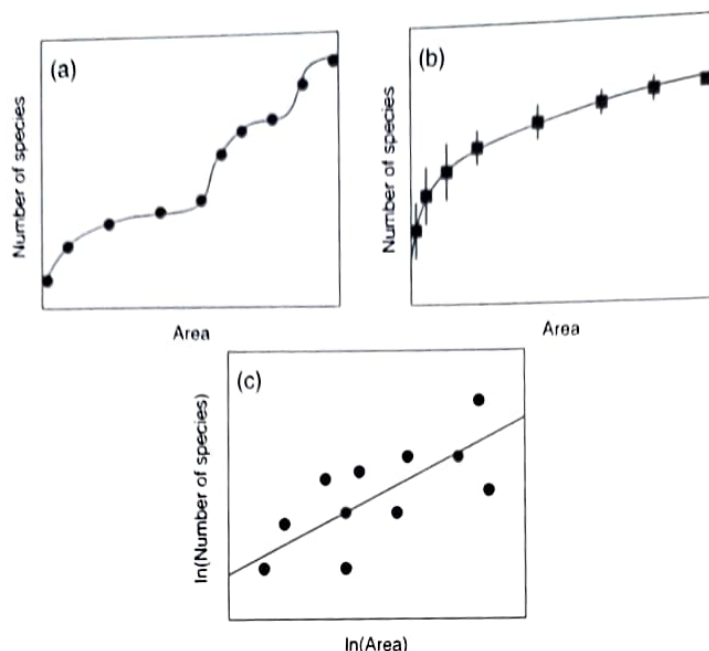 (a)
Number of species
Area
(b)
Number of species
Area
(c)
ln(Number of species)
ln(Area)